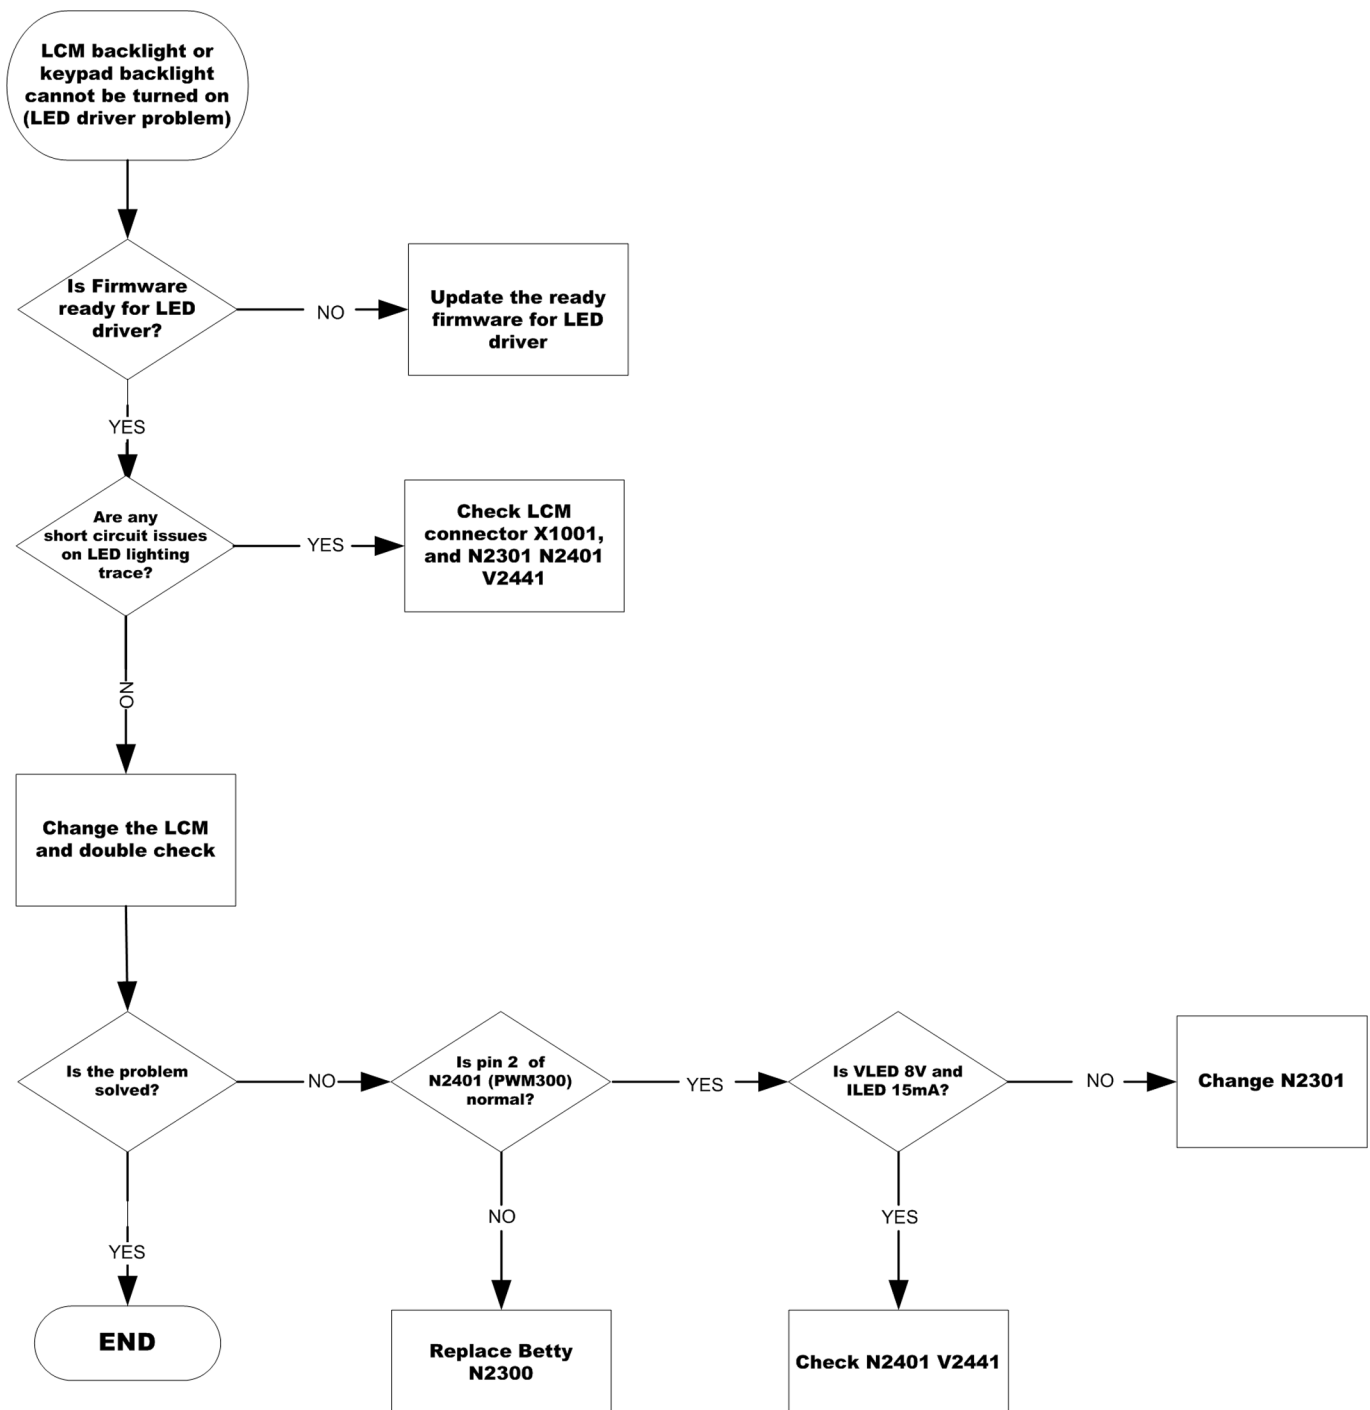 LCM backlight or
keypad backlight
cannot be turned on
(LED driver problem)
Is Firmware
ready for LED
driver?
NO
Update the ready
firmware for LED
driver
YES
Are any
short circuit issues
on LED lighting
trace?
YES
Check LCM
connector X1001,
and N2301 N2401
V2441
NO
Change the LCM
and double check
Is the problem
solved?
NO
Is pin 2 of
N2401 (PWM300)
normal?
YES
Is VLED 8V and
ILED 15mA?
NO
Change N2301
YES
NO
YES
END
Replace Betty
N2300
Check N2401 V2441